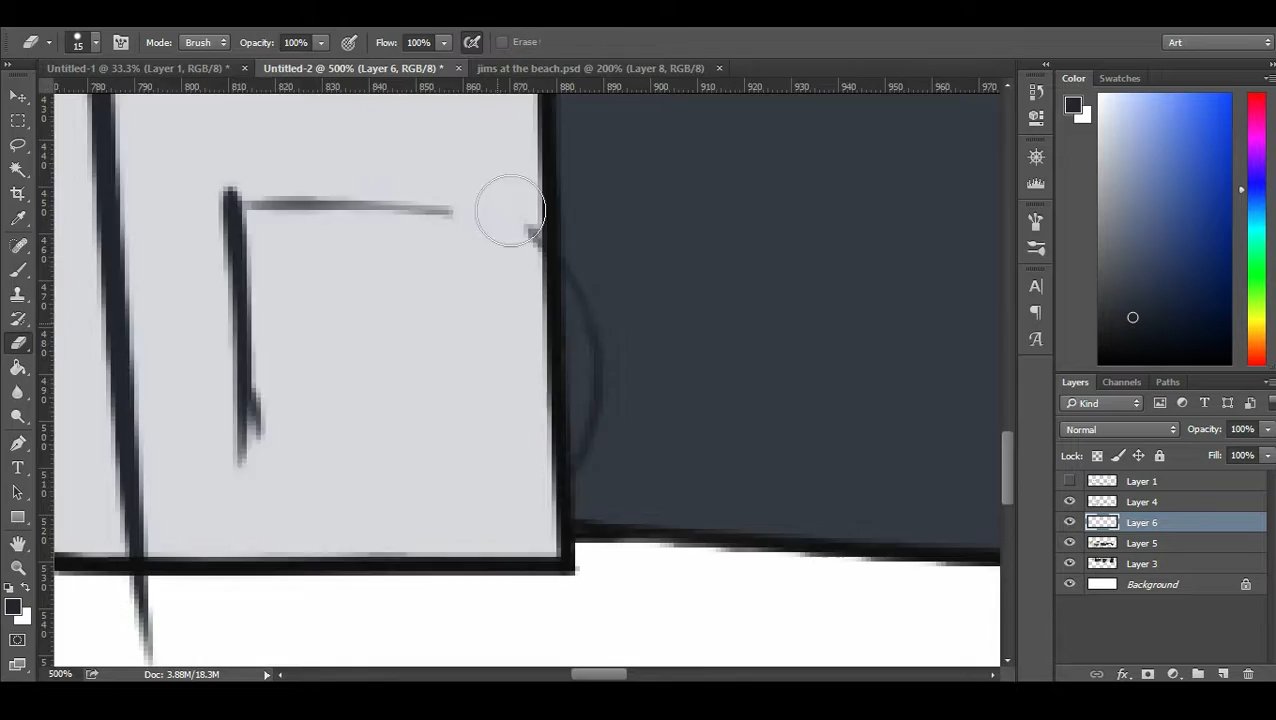 15 Mode: Brush Opacity: 100% Flow: 100% Erase Art
Untitled-1 @ 33.3% (Layer 1, RGB/8) * × Untitled-2 @ 500% (Layer 6, RGB/8) * × jims at the beach.psd @ 200% (Layer 8, RGB/8) ×
780 790 800 810 820 830 840 850 860 870 880 890 900 910 920 930 940 950 960 970
Color Swatches
Layers Channels Paths
Kind
Normal Opacity: 100%
Lock: Fill: 100%
Layer 1
Layer 4
Layer 6
Layer 5
Layer 3
Background
500% Doc: 3.88M/18.3M